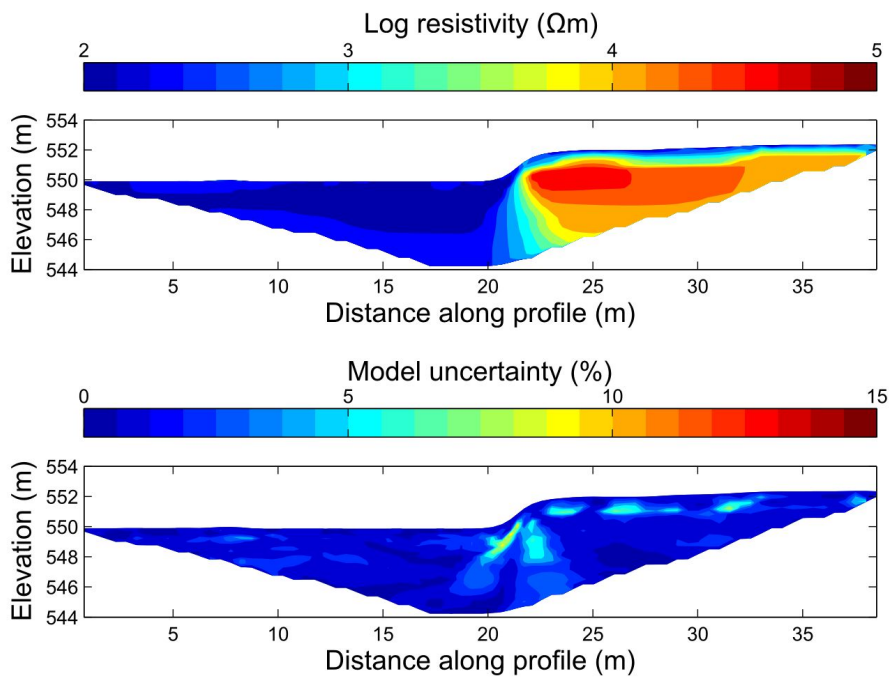 Log resistivity (Ωm)
2 3 4 5
Elevation (m)
554
552
550
548
546
544
5 10 15 20 25 30 35
Distance along profile (m)
Model uncertainty (%)
0 5 10 15
Elevation (m)
554
552
550
548
546
544
5 10 15 20 25 30 35
Distance along profile (m)